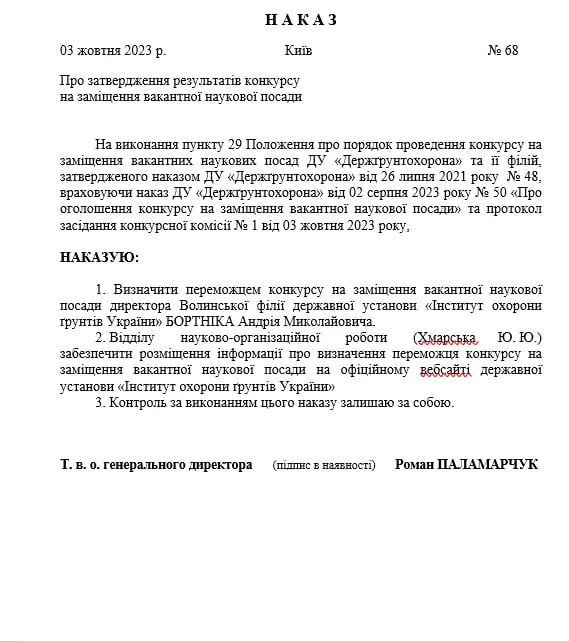 Н А К А З
03 жовтня 2023 р. Київ № 68
Про затвердження результатів конкурсу
на заміщення вакантної наукової посади
На виконання пункту 29 Положення про порядок проведення конкурсу на
заміщення вакантних наукових посад ДУ «Держґрунтохорона» та її філій,
затвердженого наказом ДУ «Держґрунтохорона» від 26 липня 2021 року № 48,
враховуючи наказ ДУ «Держґрунтохорона» від 02 серпня 2023 року № 50 «Про
оголошення конкурсу на заміщення вакантної наукової посади» та протокол
засідання конкурсної комісії № 1 від 03 жовтня 2023 року,
НАКАЗУЮ:
1. Визначити переможцем конкурсу на заміщення вакантної наукової
посади директора Волинської філії державної установи «Інститут охорони
ґрунтів України» БОРТНІКА Андрія Миколайовича.
2. Відділу науково-організаційної роботи (Хмарська Ю. Ю.)
забезпечити розміщення інформації про визначення переможця конкурсу на
заміщення вакантної наукової посади на офіційному вебсайті державної
установи «Інститут охорони ґрунтів України»
3. Контроль за виконанням цього наказу залишаю за собою.
Т. в. о. генерального директора (підпис в наявності) Роман ПАЛАМАРЧУК